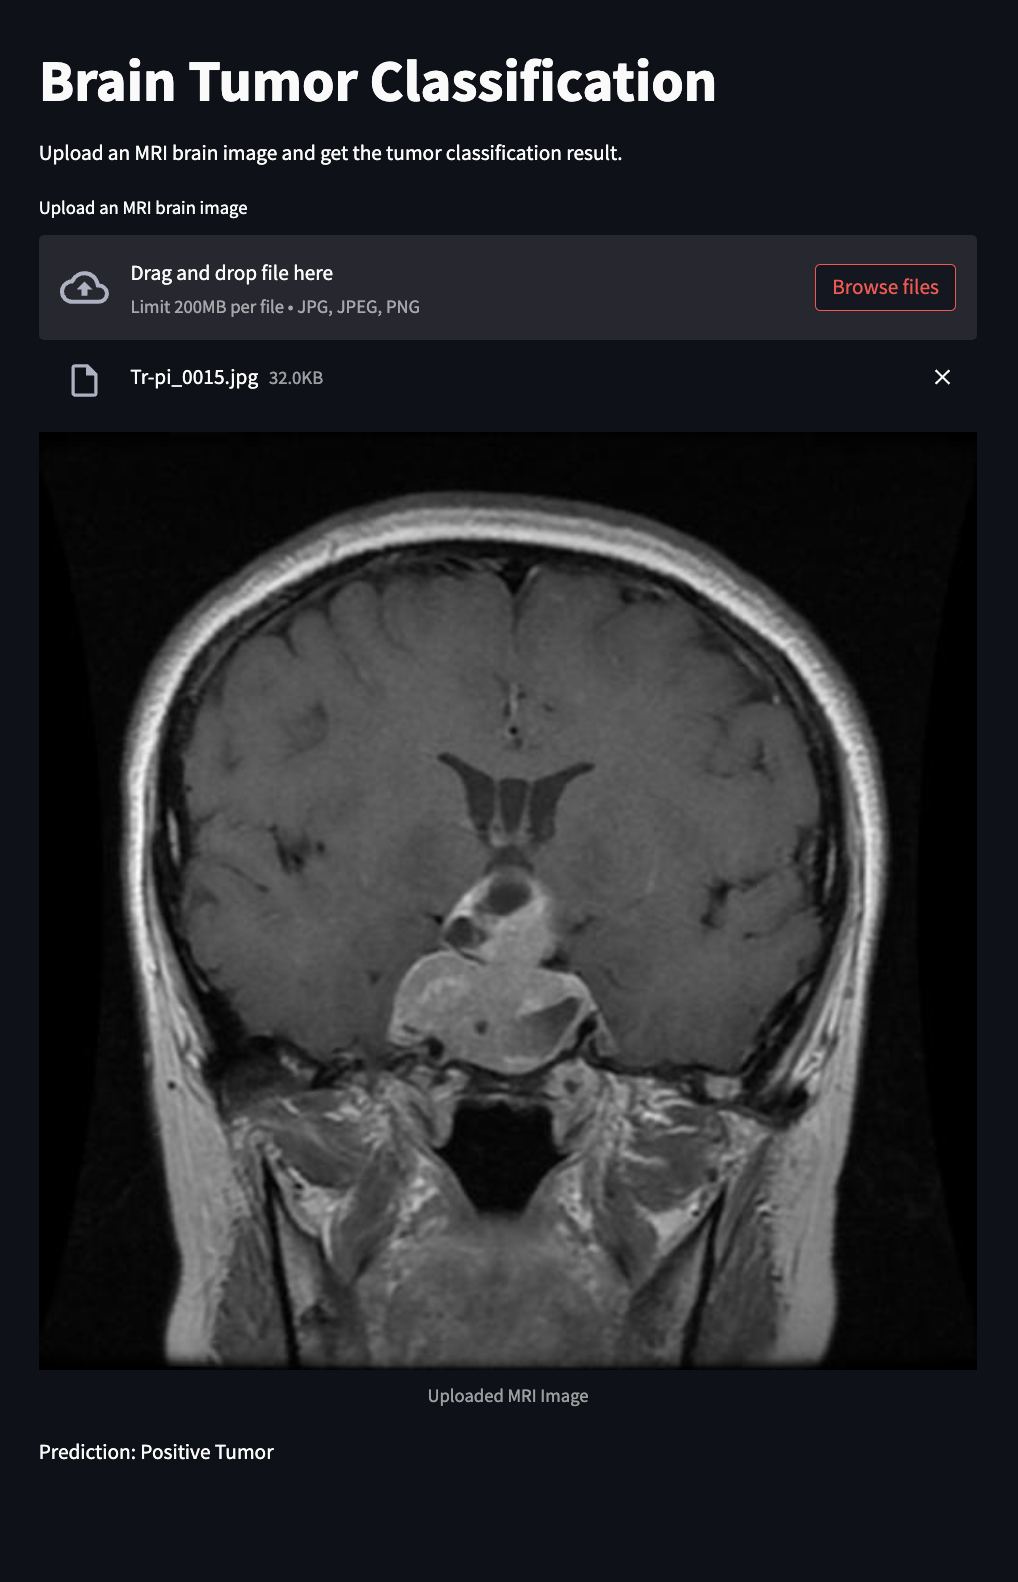 Brain Tumor Classification
Upload an MRI brain image and get the tumor classification result.
Upload an MRI brain image
Drag and drop file here
Limit 200MB per file • JPG, JPEG, PNG
Browse files
Tr-pi_0015.jpg 32.0KB
Uploaded MRI Image
Prediction: Positive Tumor